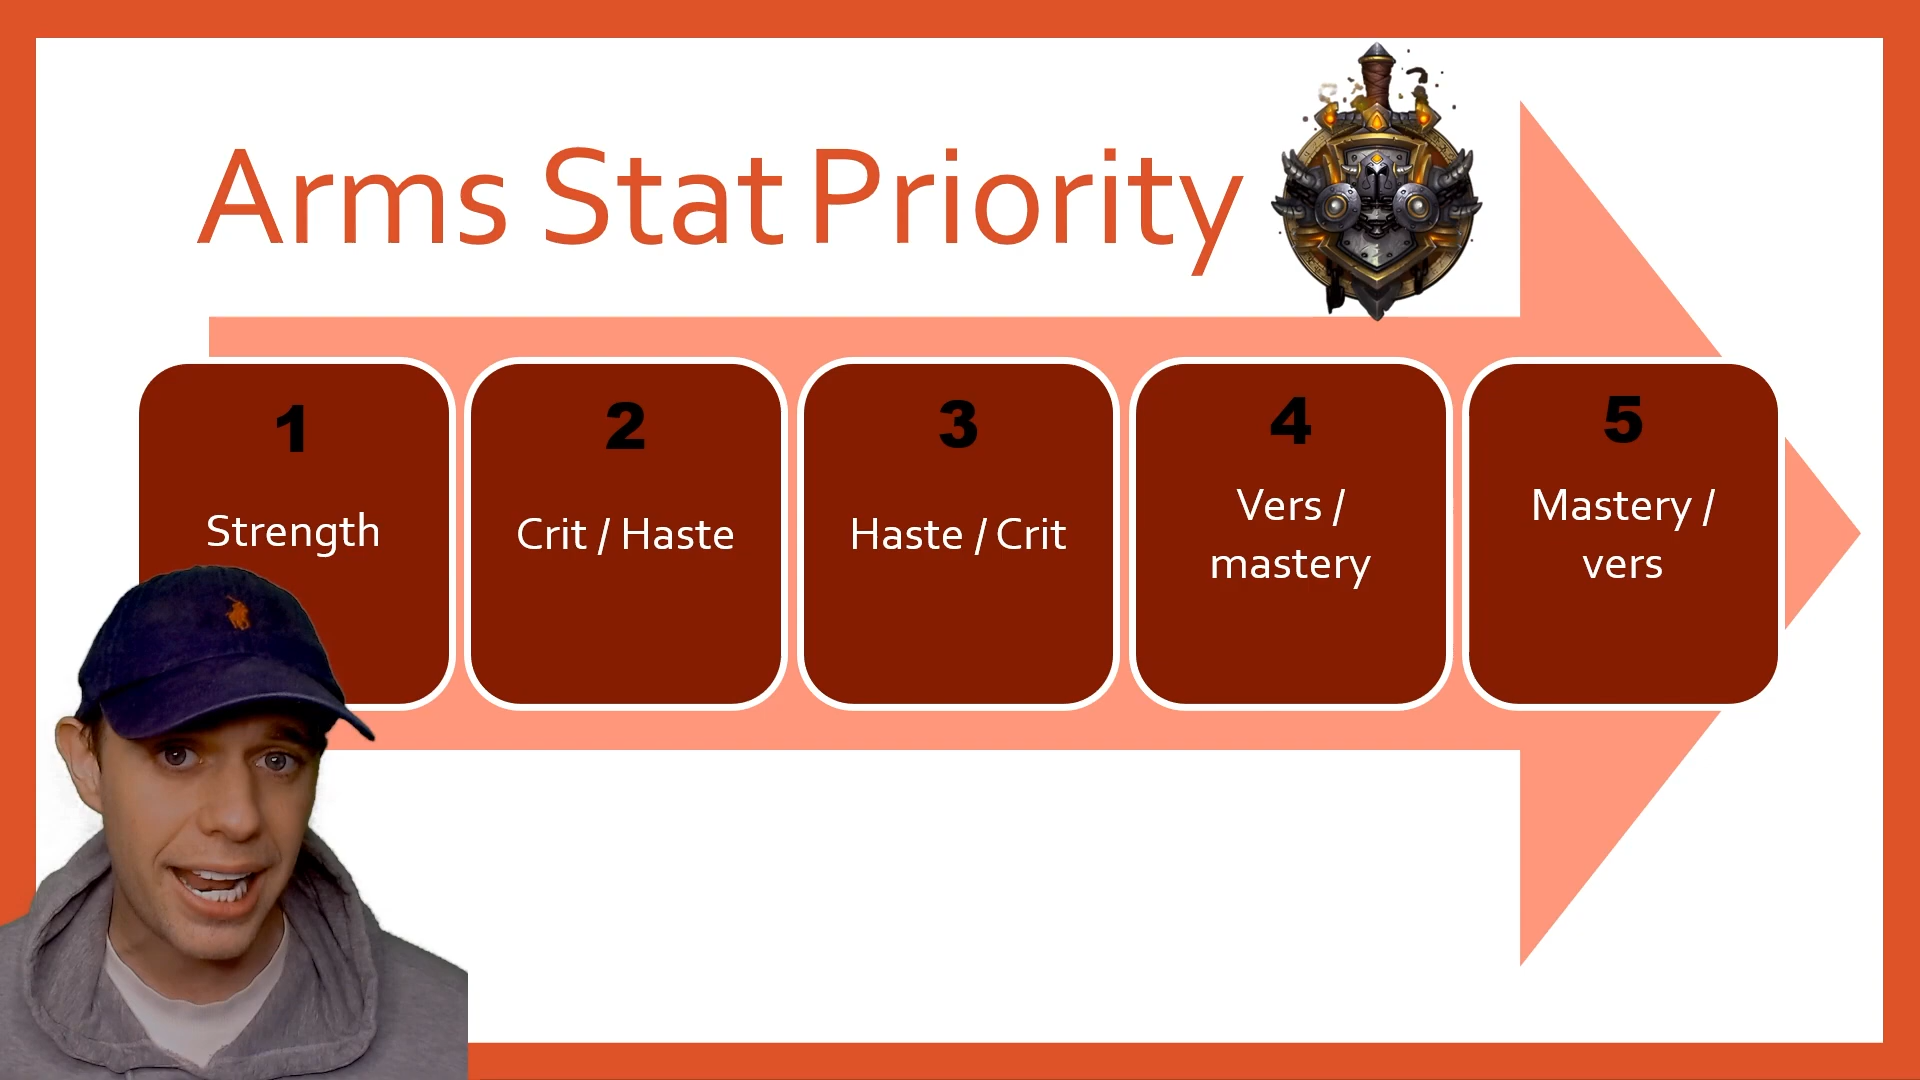 Arms Stat Priority
1
Strength
2
Crit / Haste
3
Haste / Crit
4
Vers /
mastery
5
Mastery /
vers